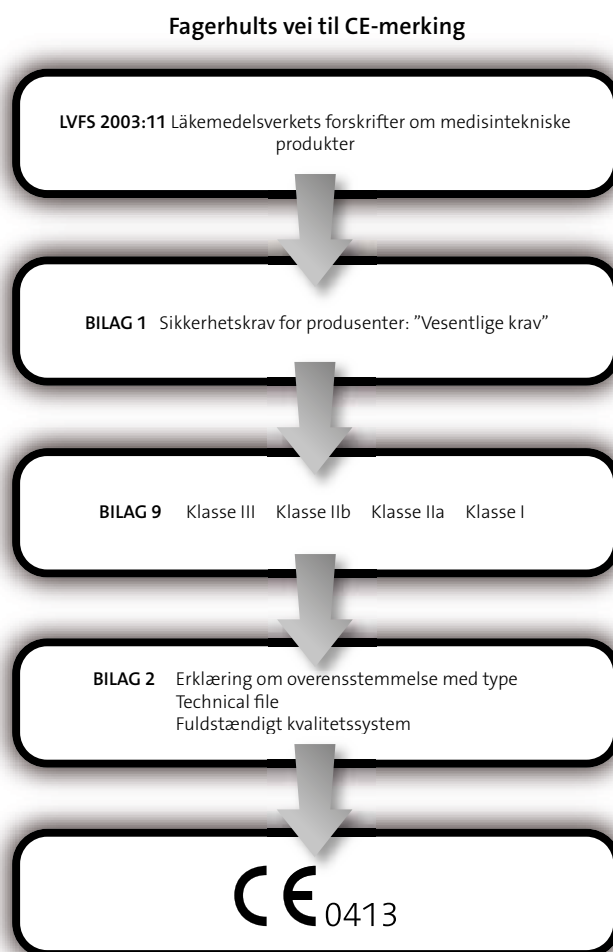 Fagerhults vei til CE-merking
LVFS 2003:11 Läkemedelsverkets forskrifter om medisintekniske
produkter
BILAG 1 Sikkerhetskrav for produsenter: ”Vesentlige krav”
BILAG 9 Klasse III Klasse IIb Klasse IIa Klasse I
BILAG 2 Erklæring om overensstemmelse med type
Technical file
Fuldstændigt kvalitetssystem
CE 0413